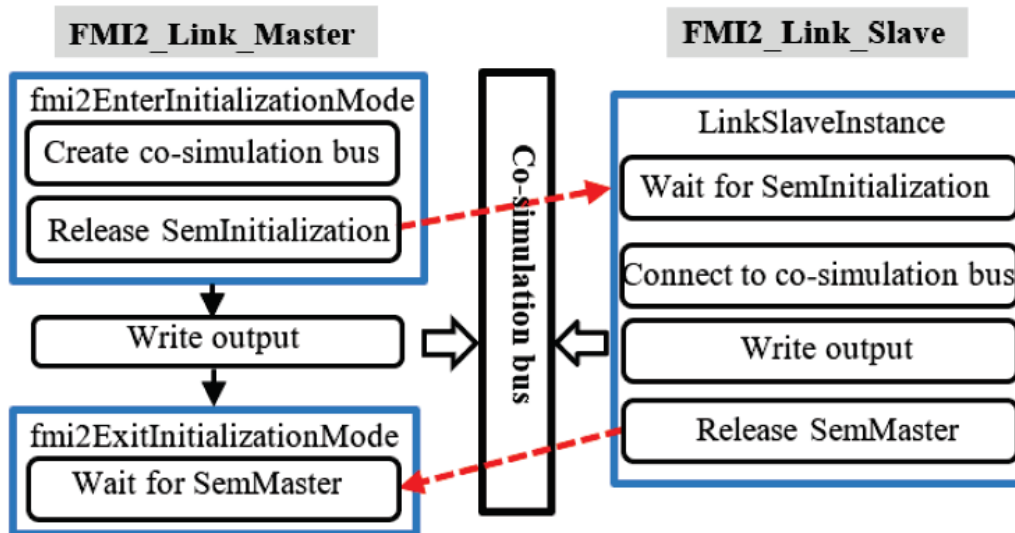 FMI2_Link_Master
fmi2EnterInitializationMode
Create co-simulation bus
Release SemInitialization
Write output
fmi2ExitInitializationMode
Wait for SemMaster
Co-simulation bus
FMI2_Link_Slave
LinkSlaveInstance
Wait for SemInitialization
Connect to co-simulation bus
Write output
Release SemMaster